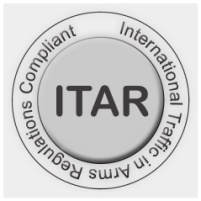 International Traffic in Arms Regulations Compliant
ITAR